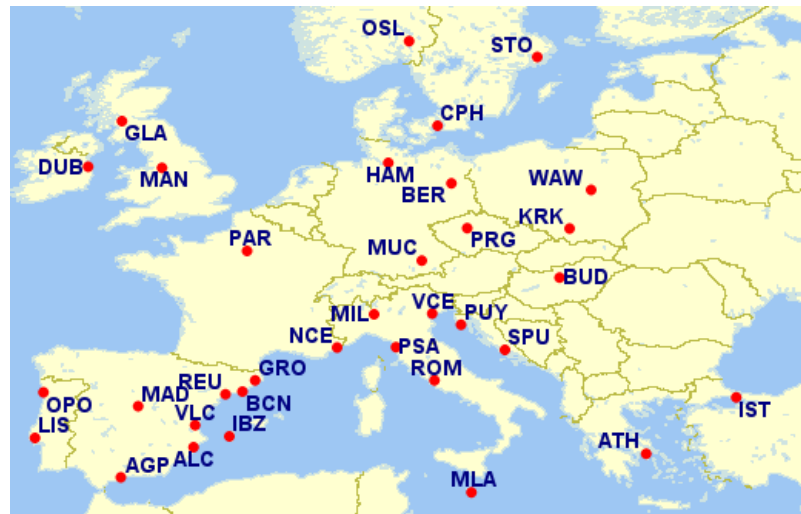 OSL
STO
CPH
GLA
DUB
MAN
HAM
BER
WAW
KRK
PAR
PRG
MUC
BUD
MIL
VCE
PUY
NCE
PSA
SPU
GRO
REU
ROM
MAD
BCN
OPO
VLC
IST
LIS
IBZ
ATH
ALC
AGP
MLA